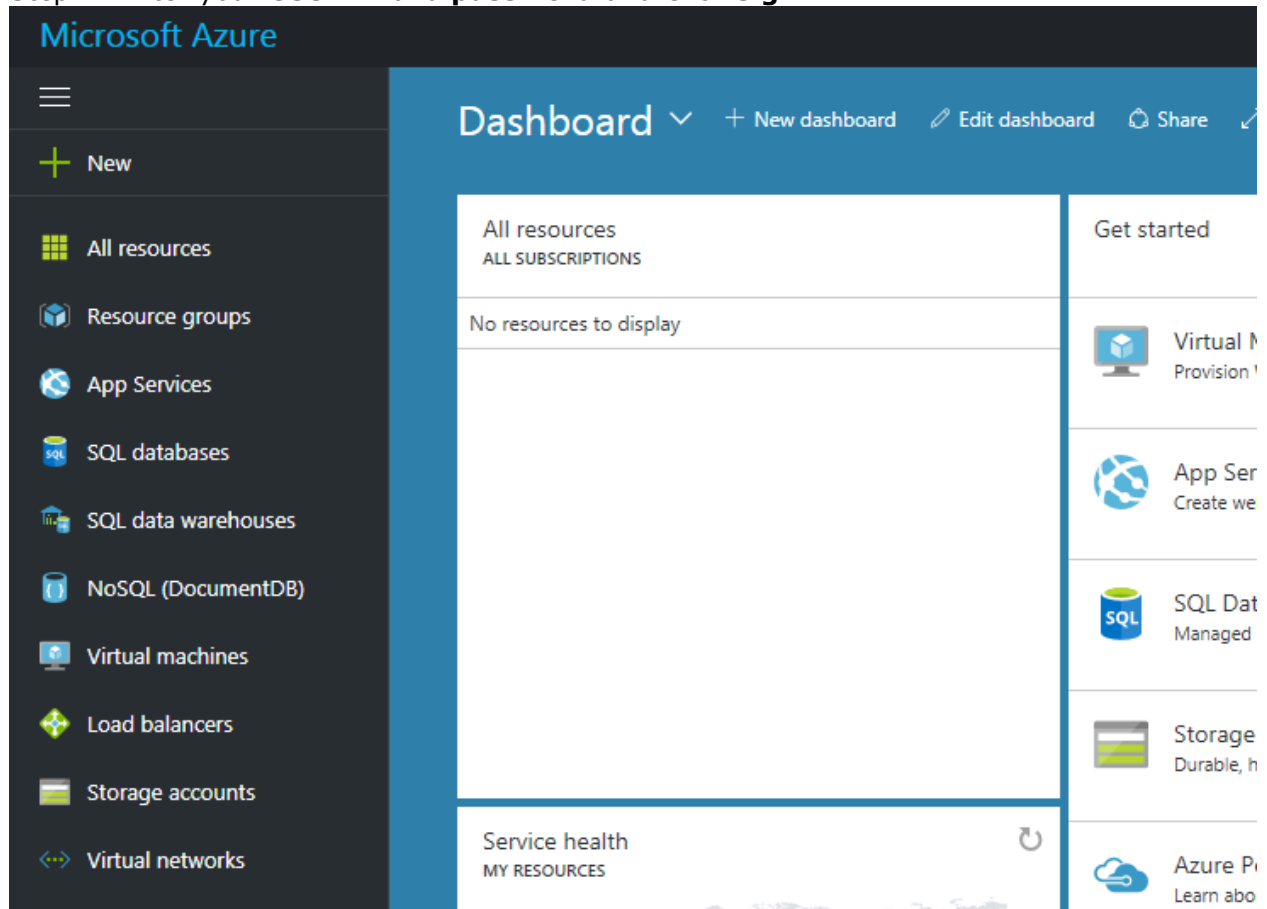 Microsoft Azure
Dashboard
+ New dashboard
Edit dashboard
Share
New
All resources
Resource groups
App Services
SQL databases
SQL data warehouses
NoSQL (DocumentDB)
Virtual machines
Load balancers
Storage accounts
Virtual networks
All resources
ALL SUBSCRIPTIONS
No resources to display
Service health
MY RESOURCES
Get started
Virtual
Provision
App Ser
Create we
SQL
SQL Dat
Managed
Storage
Durable, h
Azure P
Learn abo